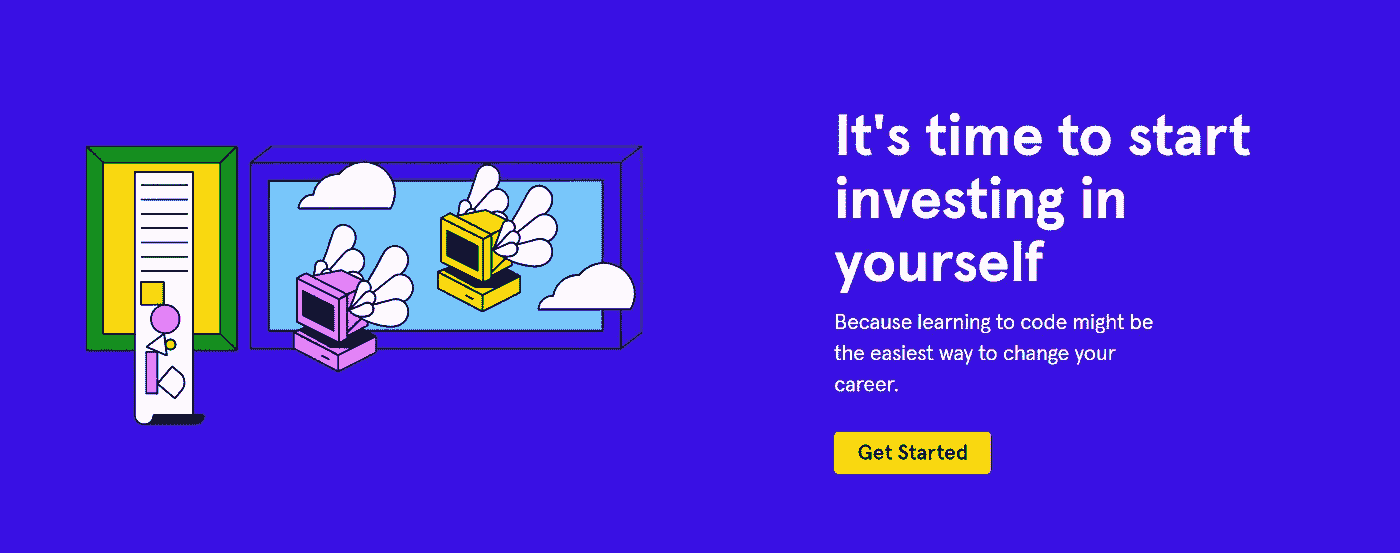 It's time to start
investing in
yourself
Because learning to code might be
the easiest way to change your
career.
Get Started